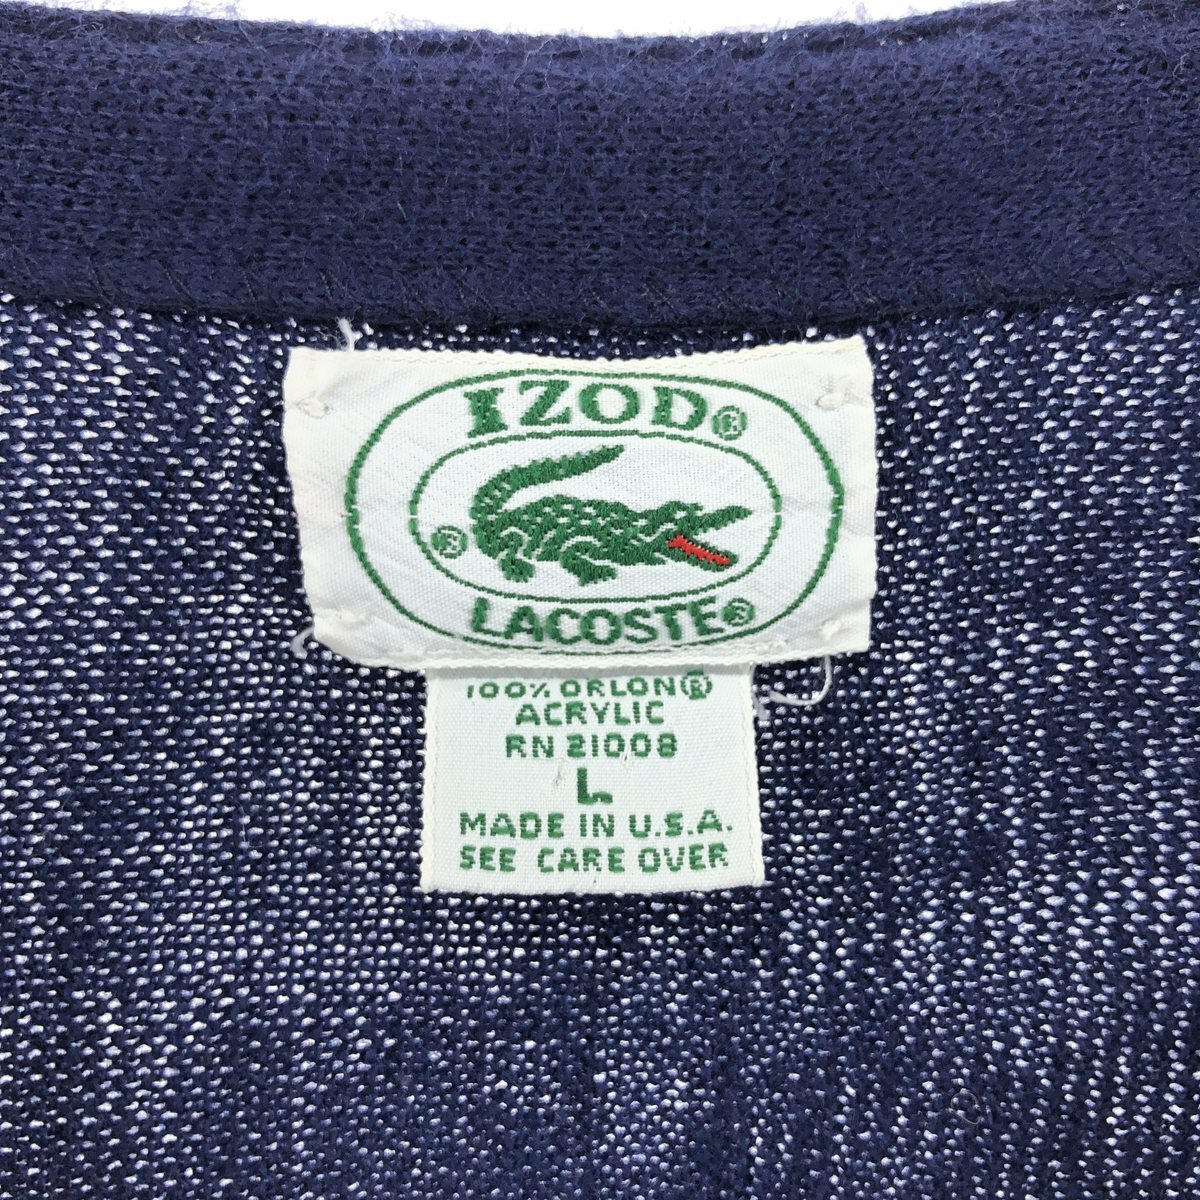 IZOD®
®
LACOSTE®
100% ORLON®
ACRYLIC
RN 21008
L
MADE IN U.S.A.
SEE CARE OVER